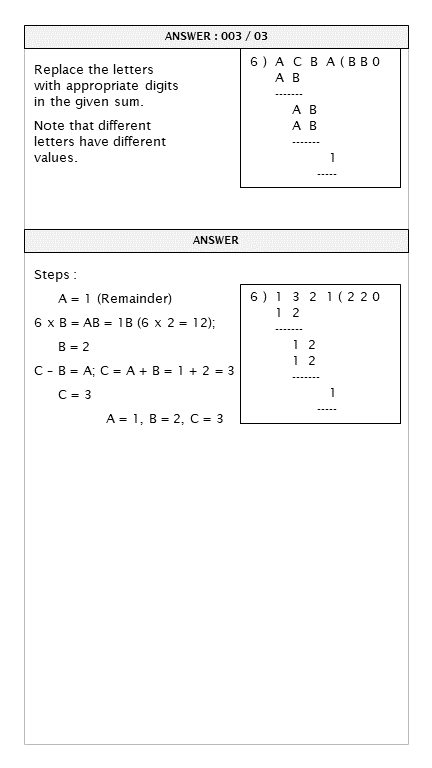 ANSWER : 003 / 03
Replace the letters
with appropriate digits
in the given sum.
Note that different
letters have different
values.
6 ) A C B A ( B B 0
A B
-------
A B
A B
-------
1
-----
ANSWER
Steps :
A = 1 (Remainder)
6 x B = AB = 1B (6 x 2 = 12);
B = 2
C – B = A; C = A + B = 1 + 2 = 3
C = 3
A = 1, B = 2, C = 3
6 ) 1 3 2 1 ( 2 2 0
1 2
-------
1 2
1 2
-------
1
-----